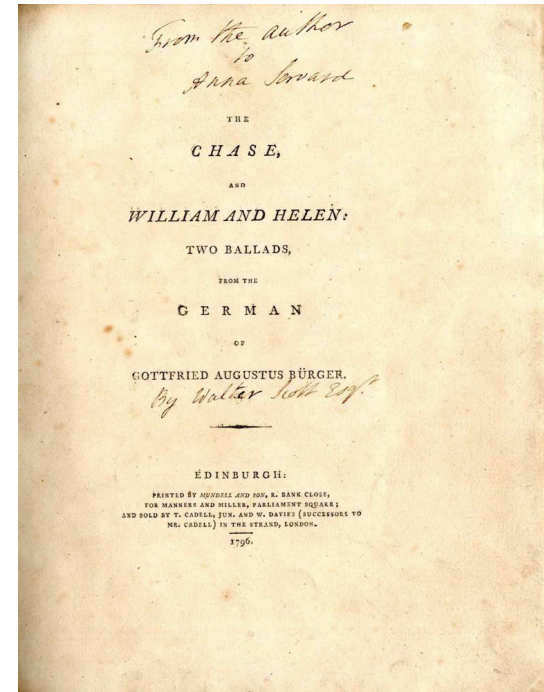 From the author
to
Anna Servard
THE
CHASE,
AND
WILLIAM AND HELEN:
TWO BALLADS,
FROM THE
GERMAN
OF
GOTTFRIED AUGUSTUS BÜRGER.
By Walter Scott Esqr.
EDINBURGH:
PRINTED BY MUNDELL AND SON, R. BANK CLOSE,
FOR MANNERS AND MILLER, PARLIAMENT SQUARE;
AND SOLD BY T. CADELL, JUN. AND W. DAVIES (SUCCESSORS TO
MR. CADELL) IN THE STRAND, LONDON.
1796.